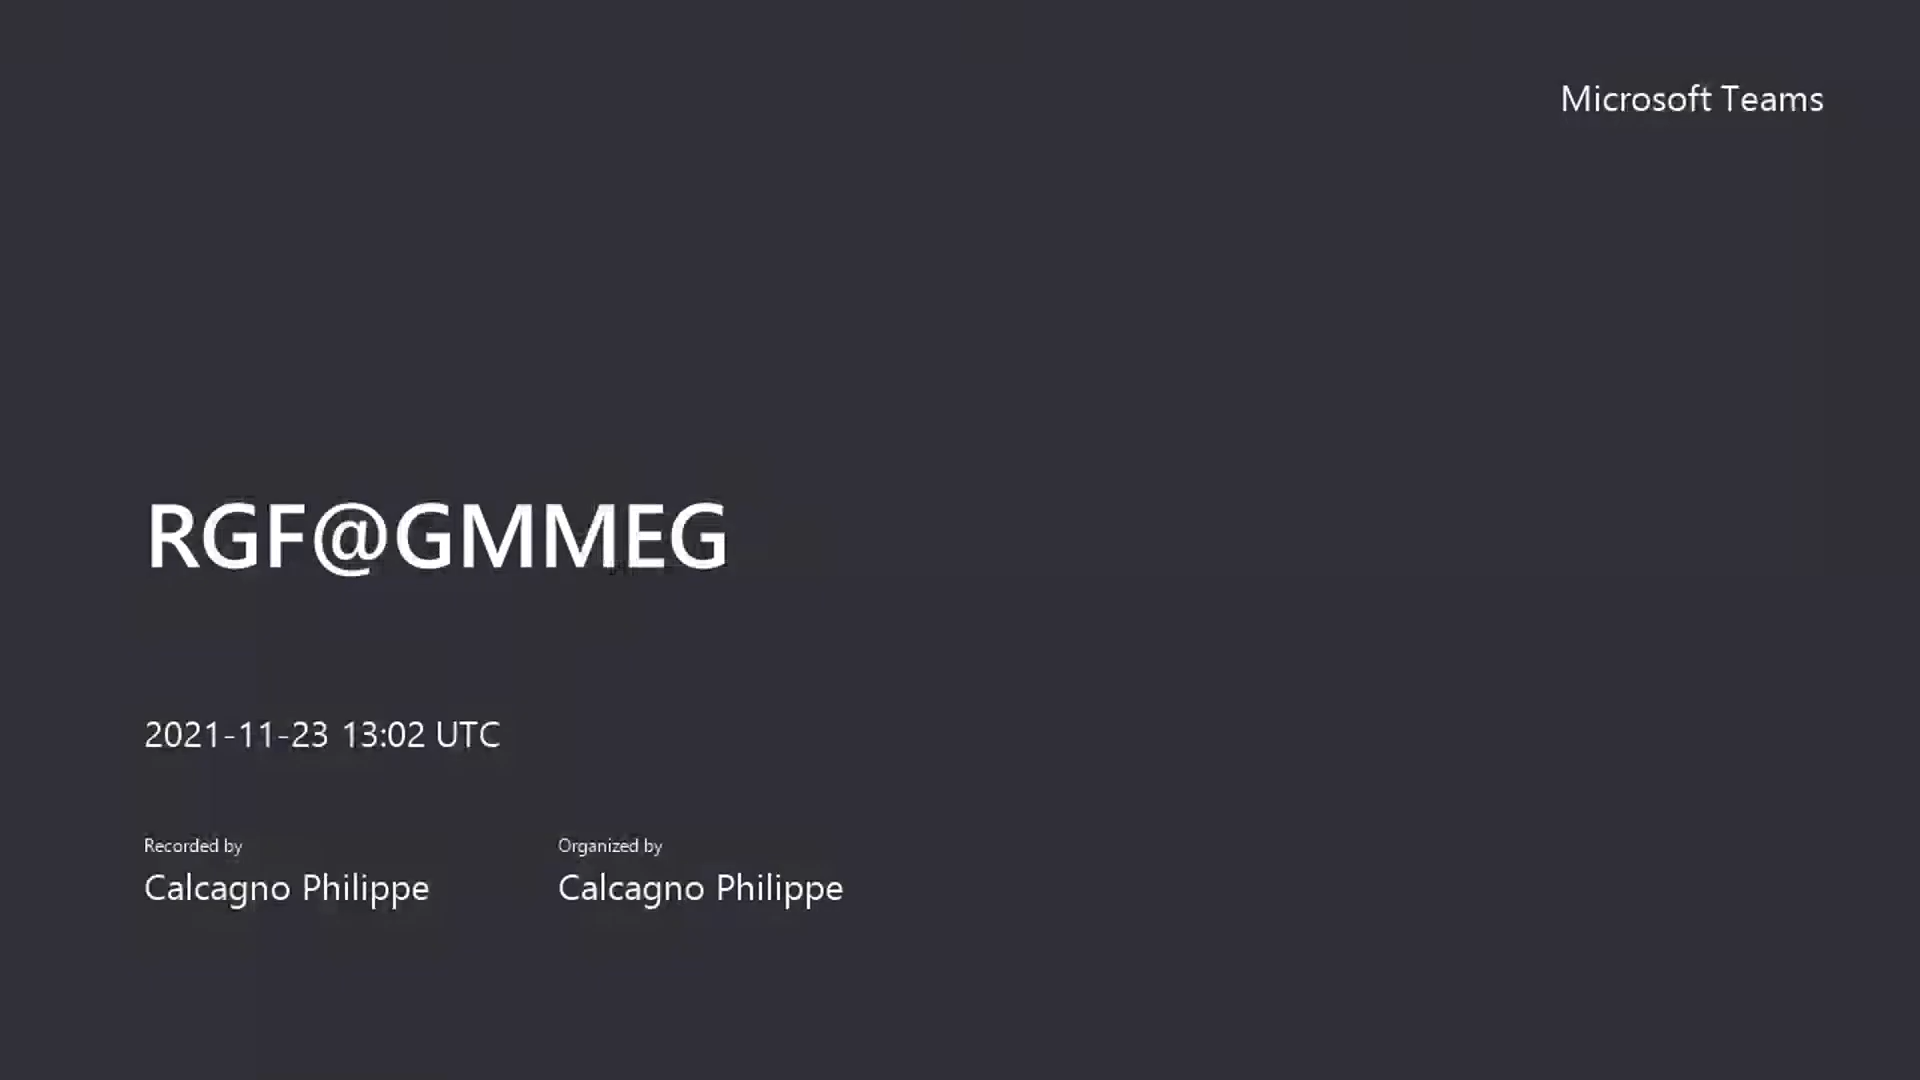 Microsoft Teams
RGF@GMMEG
2021-11-23 13:02 UTC
Recorded by
Calcagno Philippe
Organized by
Calcagno Philippe